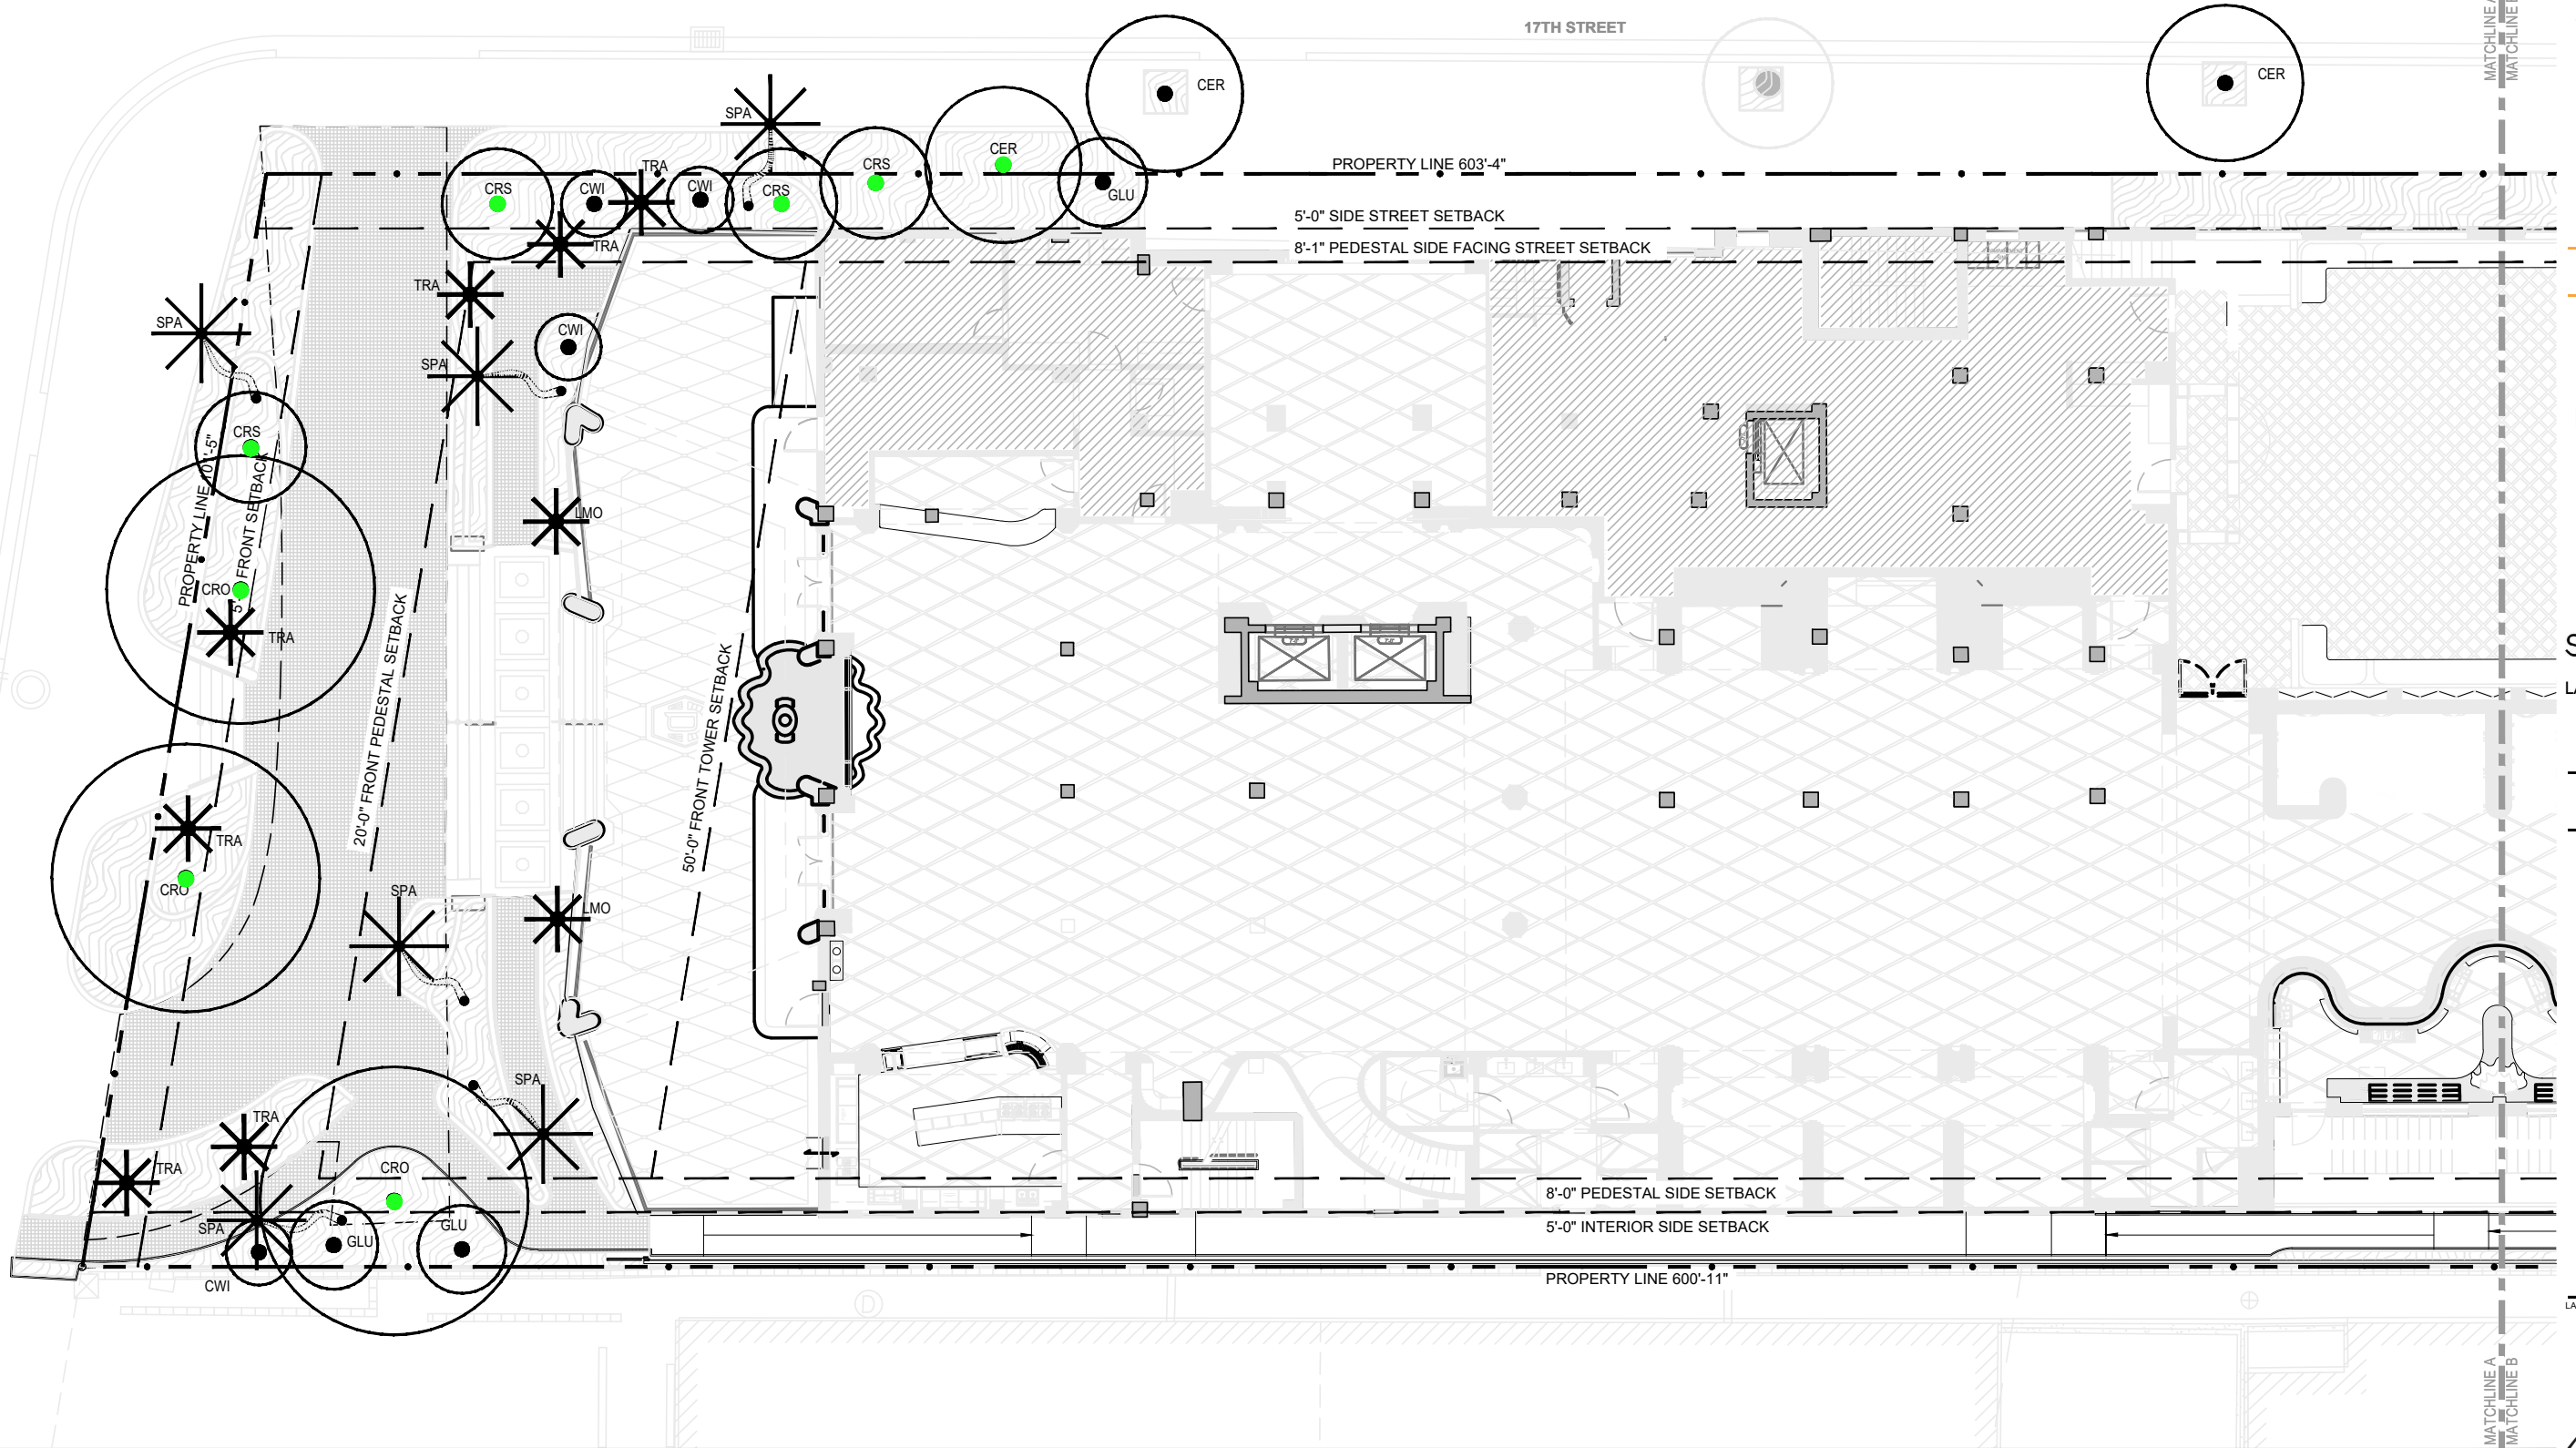 17TH STREET
MATCHLINE A
MATCHLINE B
CER
CER
SPA
CRS
CER
TRA
PROPERTY LINE 603'-4"
CRS
CWI
CWI
CRS
GLU
5'-0" SIDE STREET SETBACK
TRA
8'-1" PEDESTAL SIDE FACING STREET SETBACK
TRA
SPA
CWI
SPA
CRS
PROPERTY LINE
FRONT SETBACK
LMO
CRO
TRA
20'-0" FRONT PEDESTAL SETBACK
50'-0" FRONT TOWER SETBACK
TRA
CRO
SPA
LMO
SPA
TRA
TRA
CRO
8'-0" PEDESTAL SIDE SETBACK
SPA
GLU
GLU
5'-0" INTERIOR SIDE SETBACK
CWI
PROPERTY LINE 600'-11"
D
MATCHLINE A
MATCHLINE B